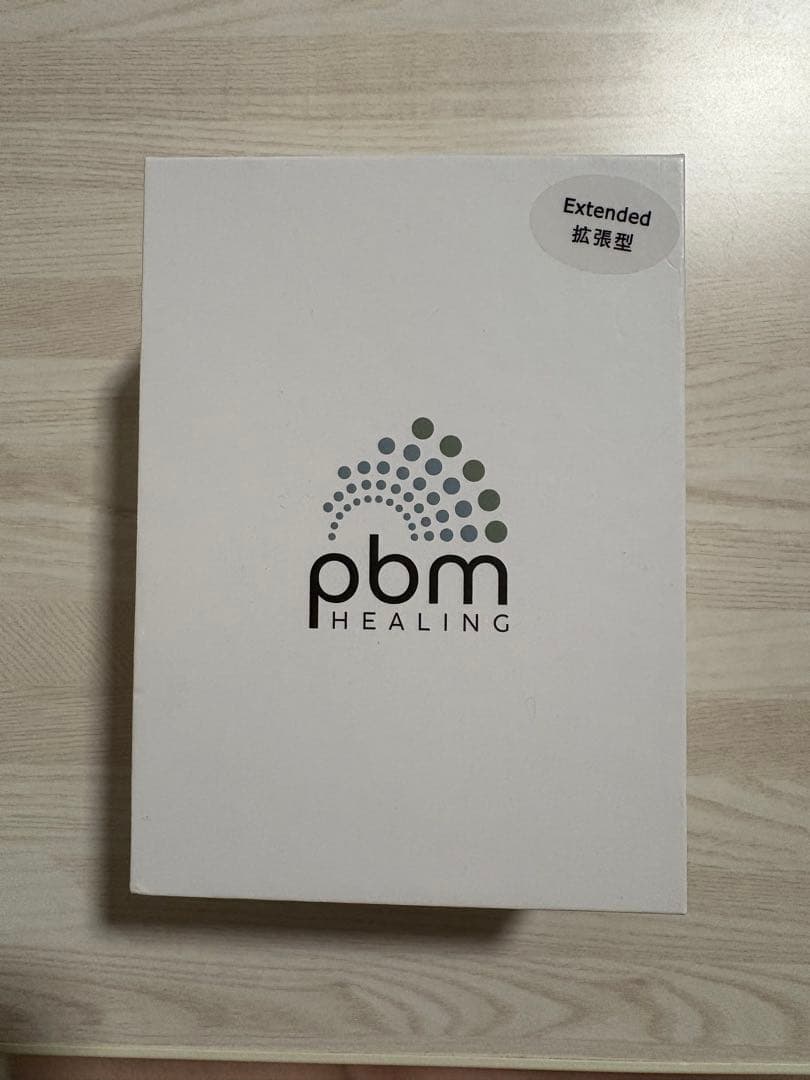 Extended
拡張型
pbm
HEALING